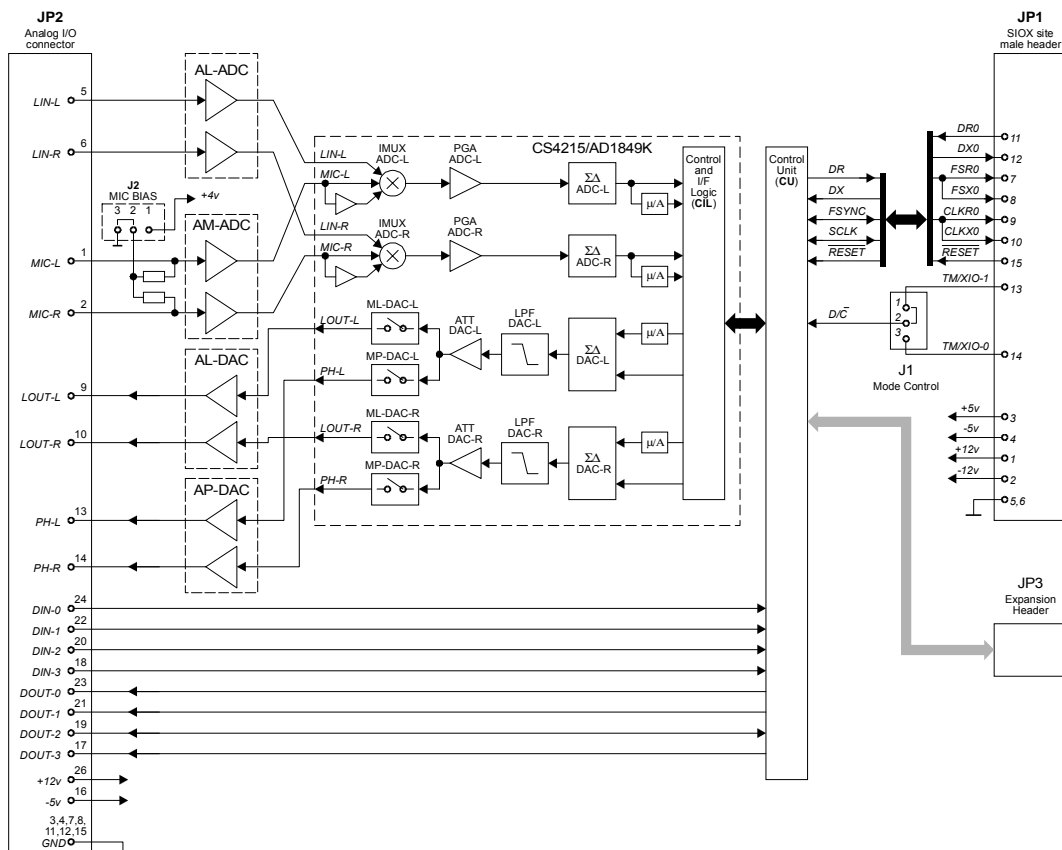 JP2
Analog I/O
connector
JP1
SIOX site
male header
AL-ADC
LIN-L 5
LIN-R 6
J2
MIC BIAS
3 2 1
+4v
AM-ADC
MIC-L 1
MIC-R 2
CS4215/AD1849K
LIN-L
MIC-L
IMUX
ADC-L
PGA
ADC-L
ΣΔ
ADC-L
μ/A
LIN-R
MIC-R
IMUX
ADC-R
PGA
ADC-R
ΣΔ
ADC-R
μ/A
Control
and I/F
Logic
(CIL)
Control
Unit
(CU)
DR
DX
FSYNC
SCLK
RESET
D/C
DR0 11
DX0 12
FSR0 7
FSX0 8
CLKR0 9
CLKX0 10
RESET 15
TM/XIO-1 13
1
2
3
TM/XIO-0 14
J1
Mode Control
AL-DAC
LOUT-L 9
LOUT-R 10
LOUT-L
ML-DAC-L
PH-L
MP-DAC-L
ATT
DAC-L
LPF
DAC-L
ΣΔ
DAC-L
μ/A
LOUT-R
ML-DAC-R
PH-R
MP-DAC-R
ATT
DAC-R
LPF
DAC-R
ΣΔ
DAC-R
μ/A
AP-DAC
PH-L 13
PH-R 14
+5v 3
-5v 4
+12v 1
-12v 2
5,6
JP3
Expansion
Header
DIN-0 24
DIN-1 22
DIN-2 20
DIN-3 18
DOUT-0 23
DOUT-1 21
DOUT-2 19
DOUT-3 17
+12v 26
-5v 16
3,4,7,8,
11,12,15
GND